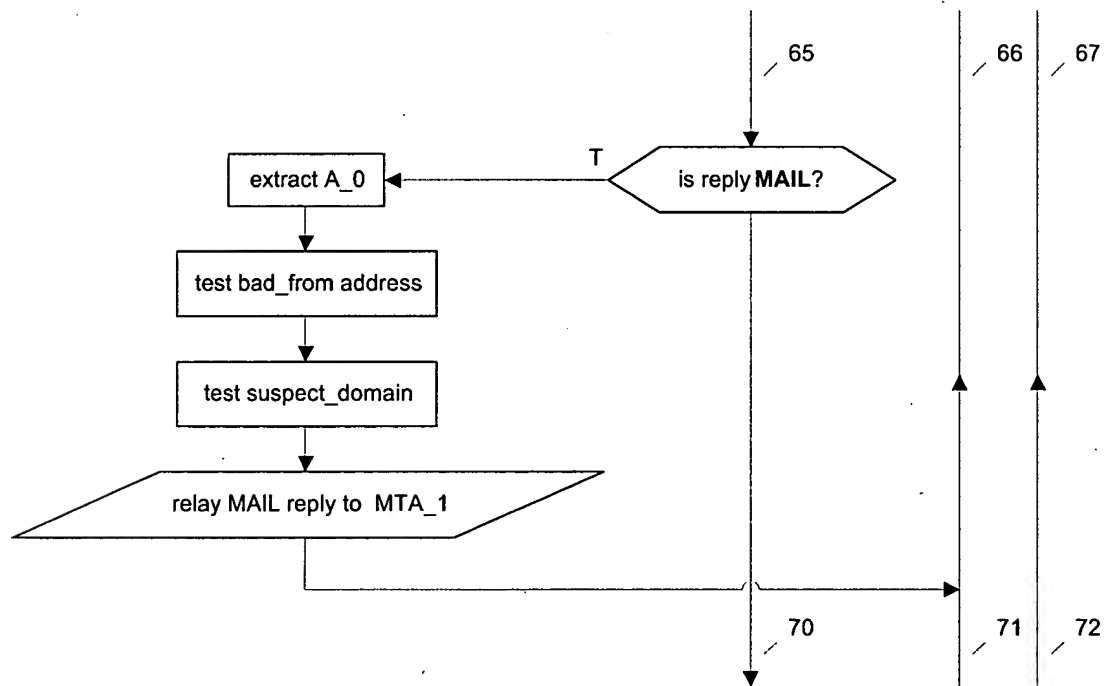 65
66
67
T
is reply MAIL?
extract A_0
test bad_from address
test suspect_domain
relay MAIL reply to MTA_1
70
71
72